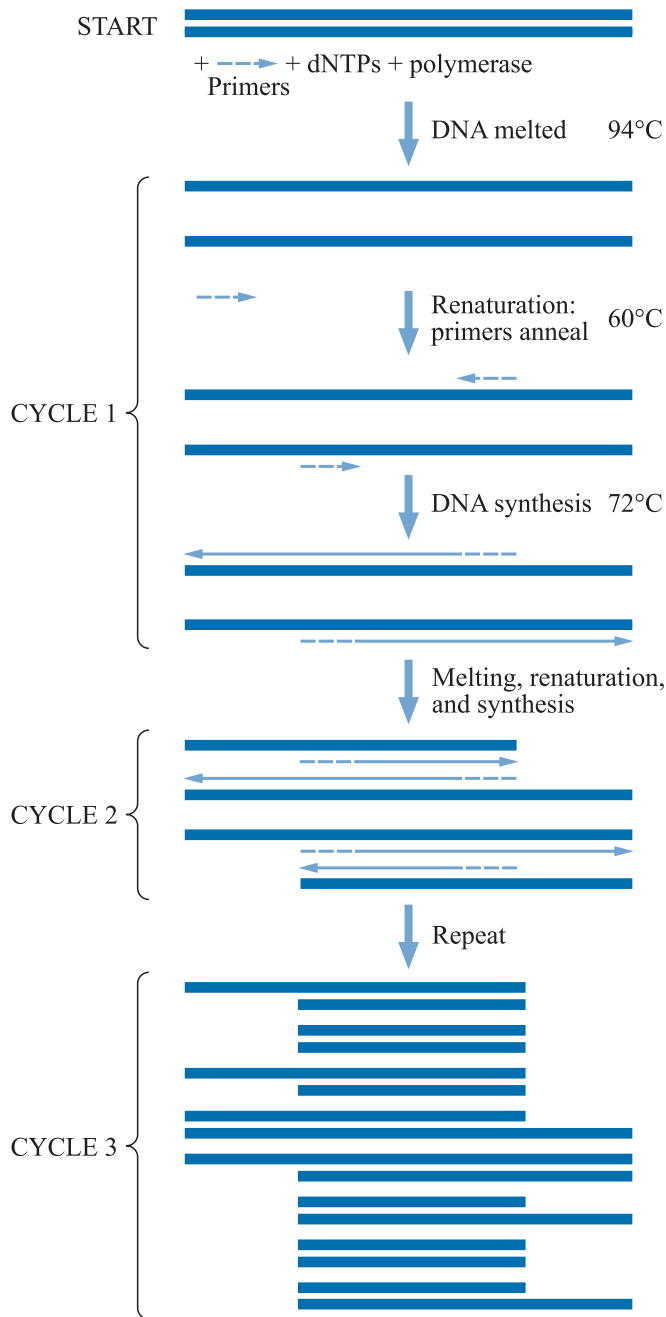 START
+ + dNTPs + polymerase
Primers
DNA melted 94°C
Renaturation: 60°C
primers anneal
CYCLE 1
DNA synthesis 72°C
Melting, renaturation,
and synthesis
CYCLE 2
Repeat
CYCLE 3